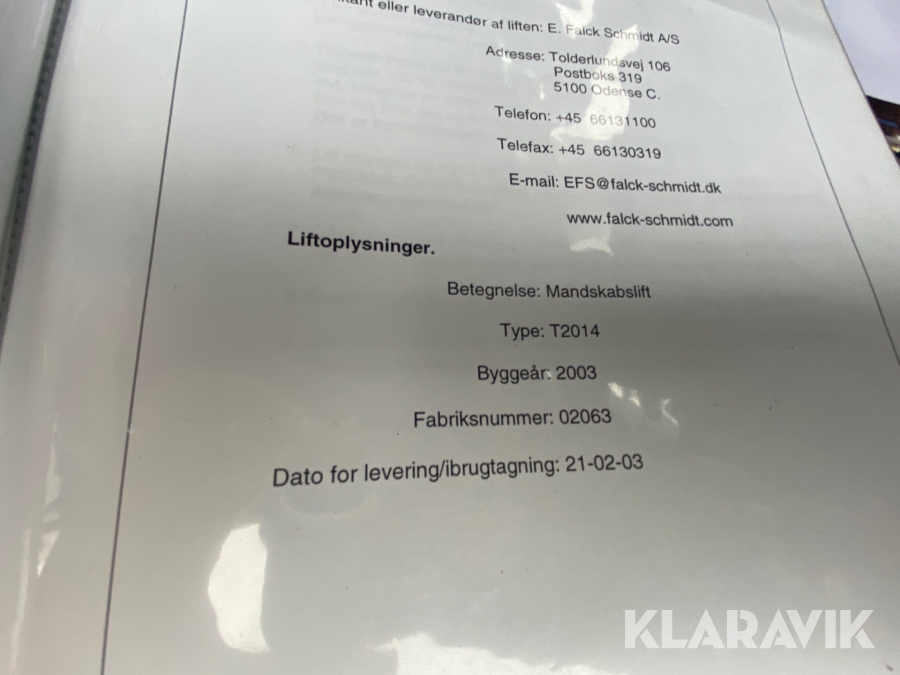 eller leverandør af liften: E. Falck Schmidt A/S
Adresse: Tolderlundsvej 106
Postboks 319
5100 Odense C.
Telefon: +45 66131100
Telefax: +45 66130319
E-mail: EFS@falck-schmidt.dk
www.falck-schmidt.com
Liftoplysninger.
Betegnelse: Mandskabslift
Type: T2014
Byggeår: 2003
Fabriksnummer: 02063
Dato for levering/ibrugtagning: 21-02-03
KLARAVIK